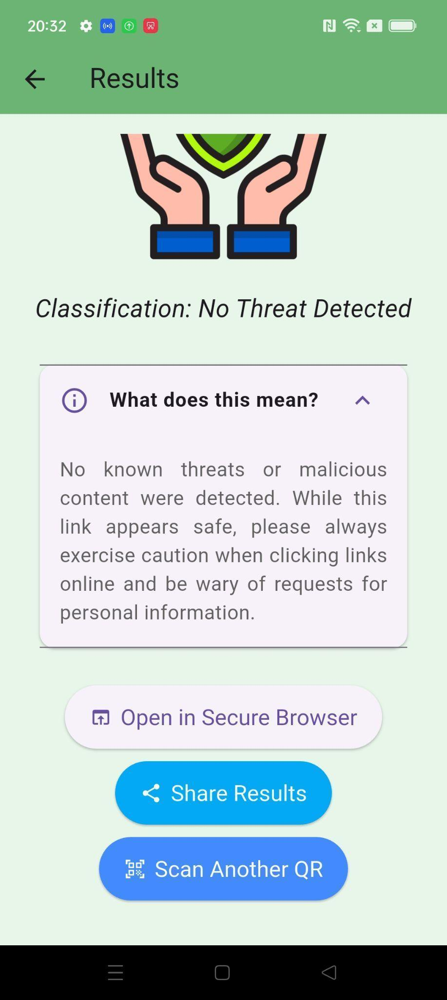 20:32
Results
Classification: No Threat Detected
What does this mean?
No known threats or malicious
content were detected. While this
link appears safe, please always
exercise caution when clicking links
online and be wary of requests for
personal information.
Open in Secure Browser
Share Results
Scan Another QR